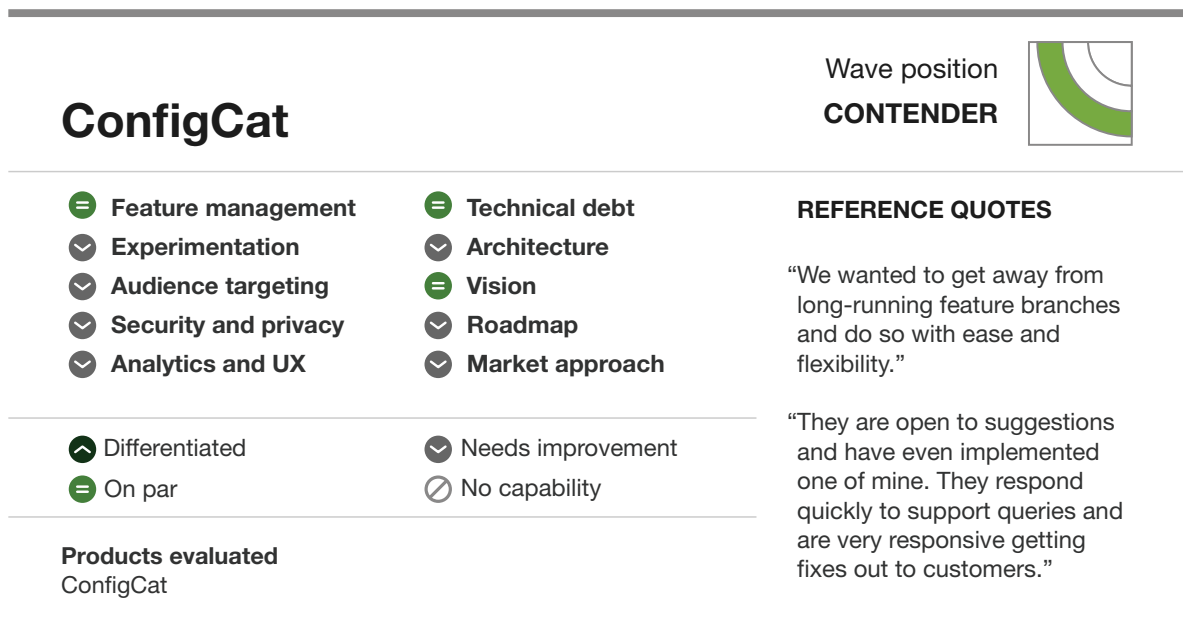 Wave position
CONTENDER
ConfigCat
Feature management
Experimentation
Audience targeting
Security and privacy
Analytics and UX
Technical debt
Architecture
Vision
Roadmap
Market approach
Differentiated
On par
Needs improvement
No capability
Products evaluated
ConfigCat
REFERENCE QUOTES
“We wanted to get away from
long-running feature branches
and do so with ease and
flexibility.”
“They are open to suggestions
and have even implemented
one of mine. They respond
quickly to support queries and
are very responsive getting
fixes out to customers.”